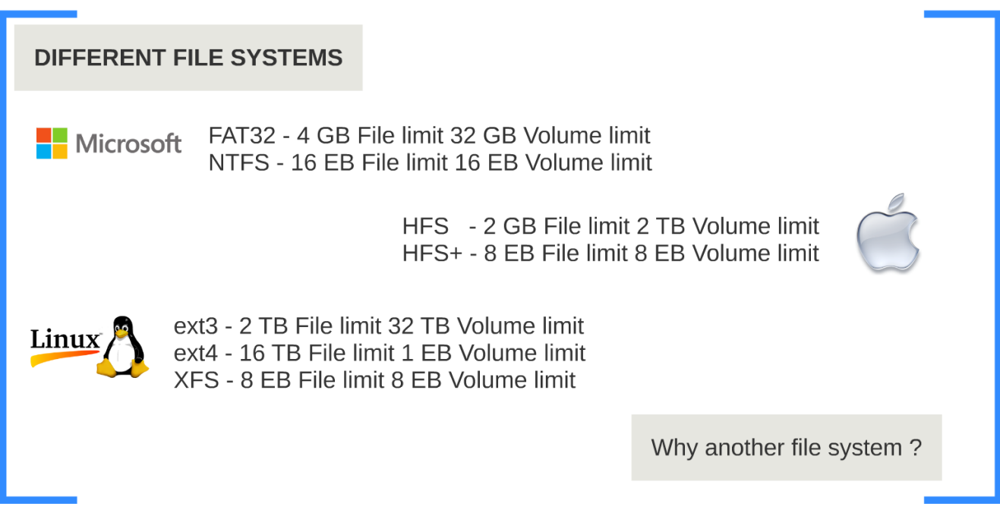 DIFFERENT FILE SYSTEMS
Microsoft
FAT32 - 4 GB File limit 32 GB Volume limit
NTFS - 16 EB File limit 16 EB Volume limit
HFS - 2 GB File limit 2 TB Volume limit
HFS+ - 8 EB File limit 8 EB Volume limit
Linux
ext3 - 2 TB File limit 32 TB Volume limit
ext4 - 16 TB File limit 1 EB Volume limit
XFS - 8 EB File limit 8 EB Volume limit
Why another file system ?